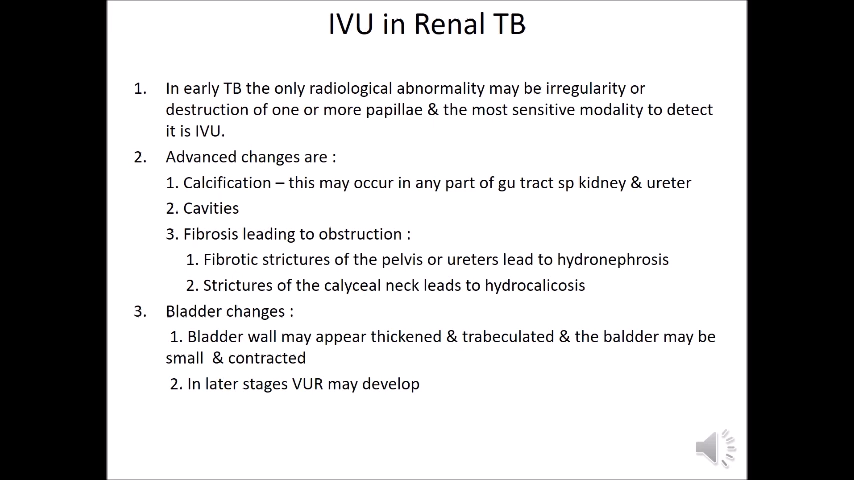 IVU in Renal TB
1. In early TB the only radiological abnormality may be irregularity or
destruction of one or more papillae & the most sensitive modality to detect
it is IVU.
2. Advanced changes are :
1. Calcification – this may occur in any part of gu tract sp kidney & ureter
2. Cavities
3. Fibrosis leading to obstruction :
1. Fibrotic strictures of the pelvis or ureters lead to hydronephrosis
2. Strictures of the calyceal neck leads to hydrocalicosis
3. Bladder changes :
1. Bladder wall may appear thickened & trabeculated & the baldder may be
small & contracted
2. In later stages VUR may develop